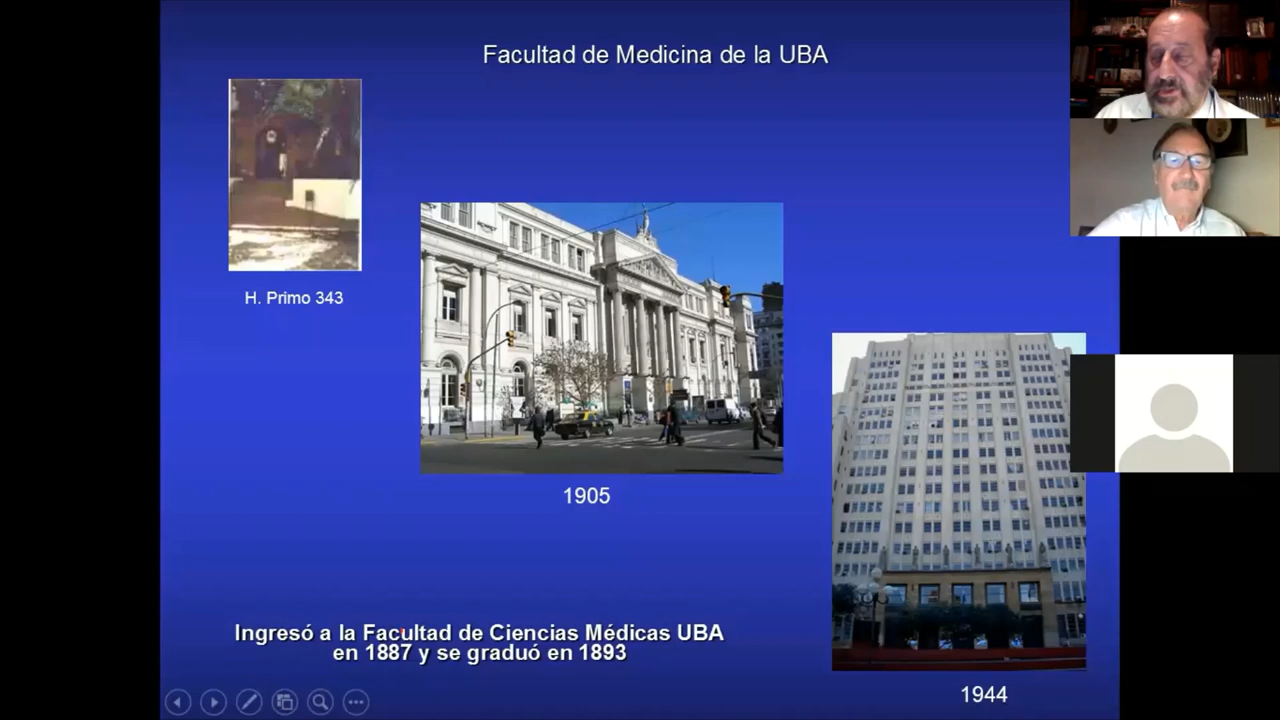 Facultad de Medicina de la UBA
H. Primo 343
1905
Ingresó a la Facultad de Ciencias Médicas UBA
en 1887 y se graduó en 1893
1944